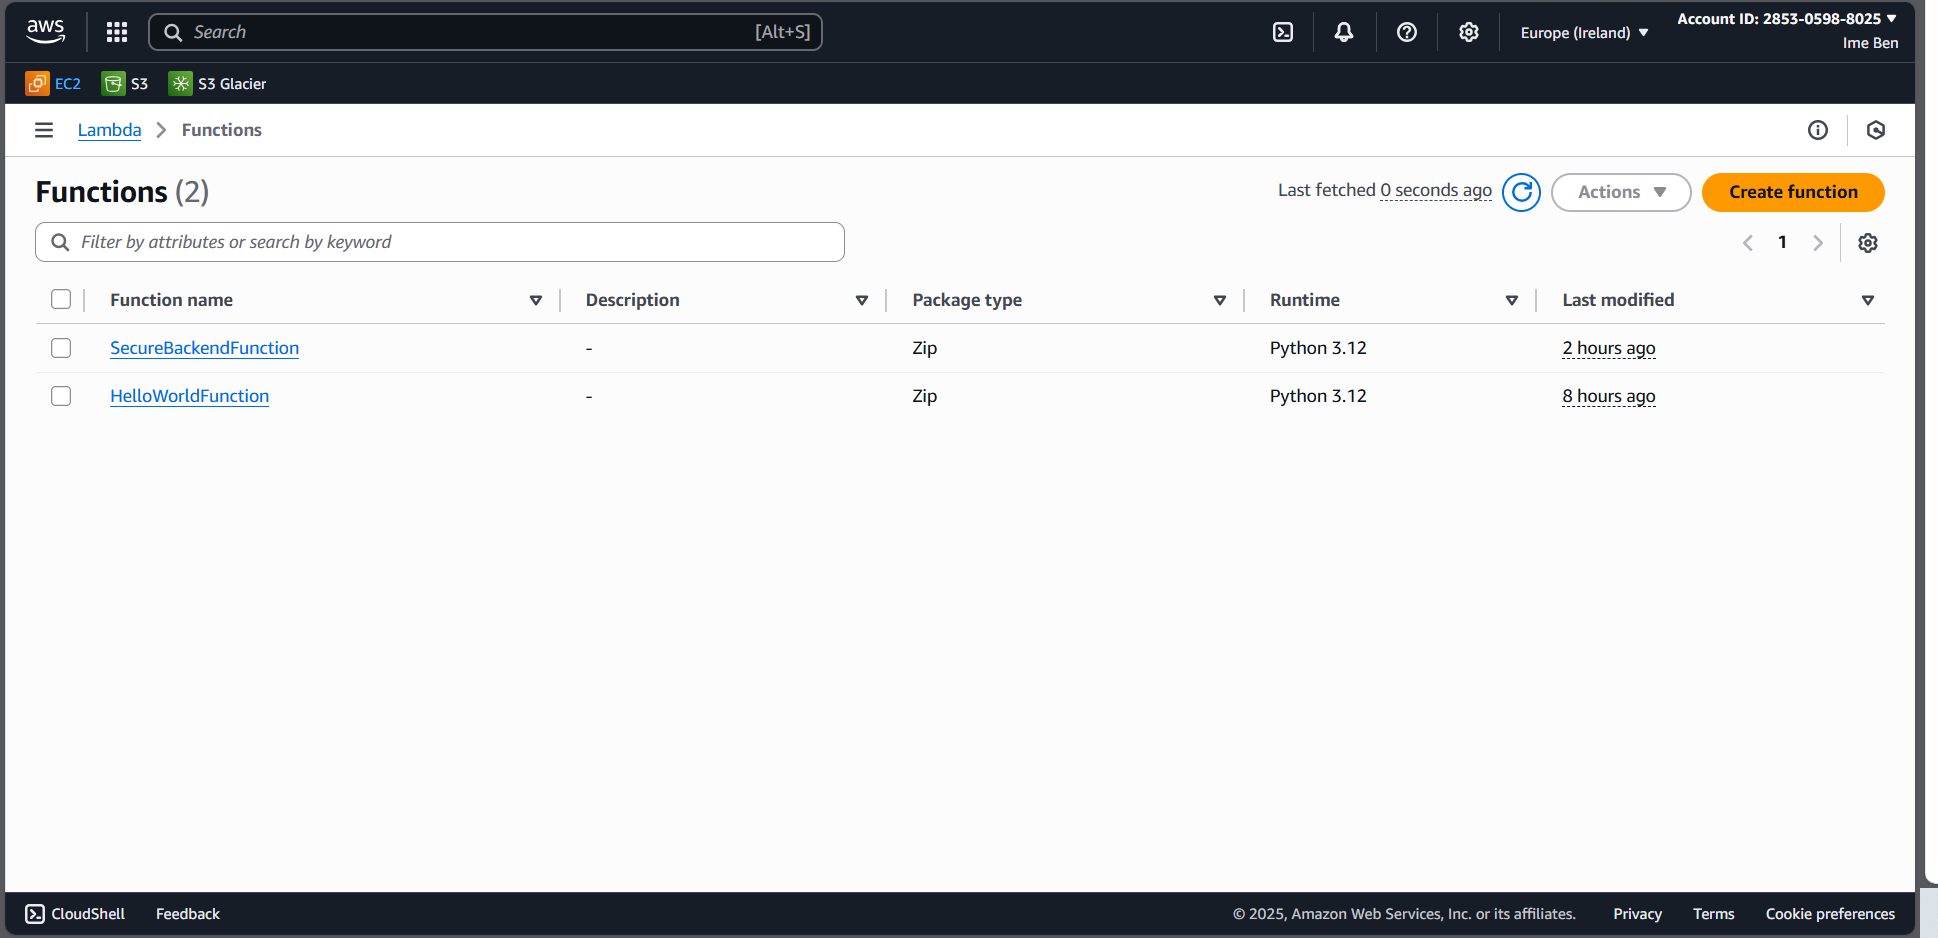 aws Search [Alt+S] Europe (Ireland) Account ID: 2853-0598-8025
Ime Ben
EC2 S3 S3 Glacier
Lambda Functions
Functions (2) Last fetched 0 seconds ago Actions Create function
Filter by attributes or search by keyword 1
Function name Description Package type Runtime Last modified
SecureBackendFunction - Zip Python 3.12 2 hours ago
HelloWorldFunction - Zip Python 3.12 8 hours ago
CloudShell Feedback © 2025, Amazon Web Services, Inc. or its affiliates. Privacy Terms Cookie preferences